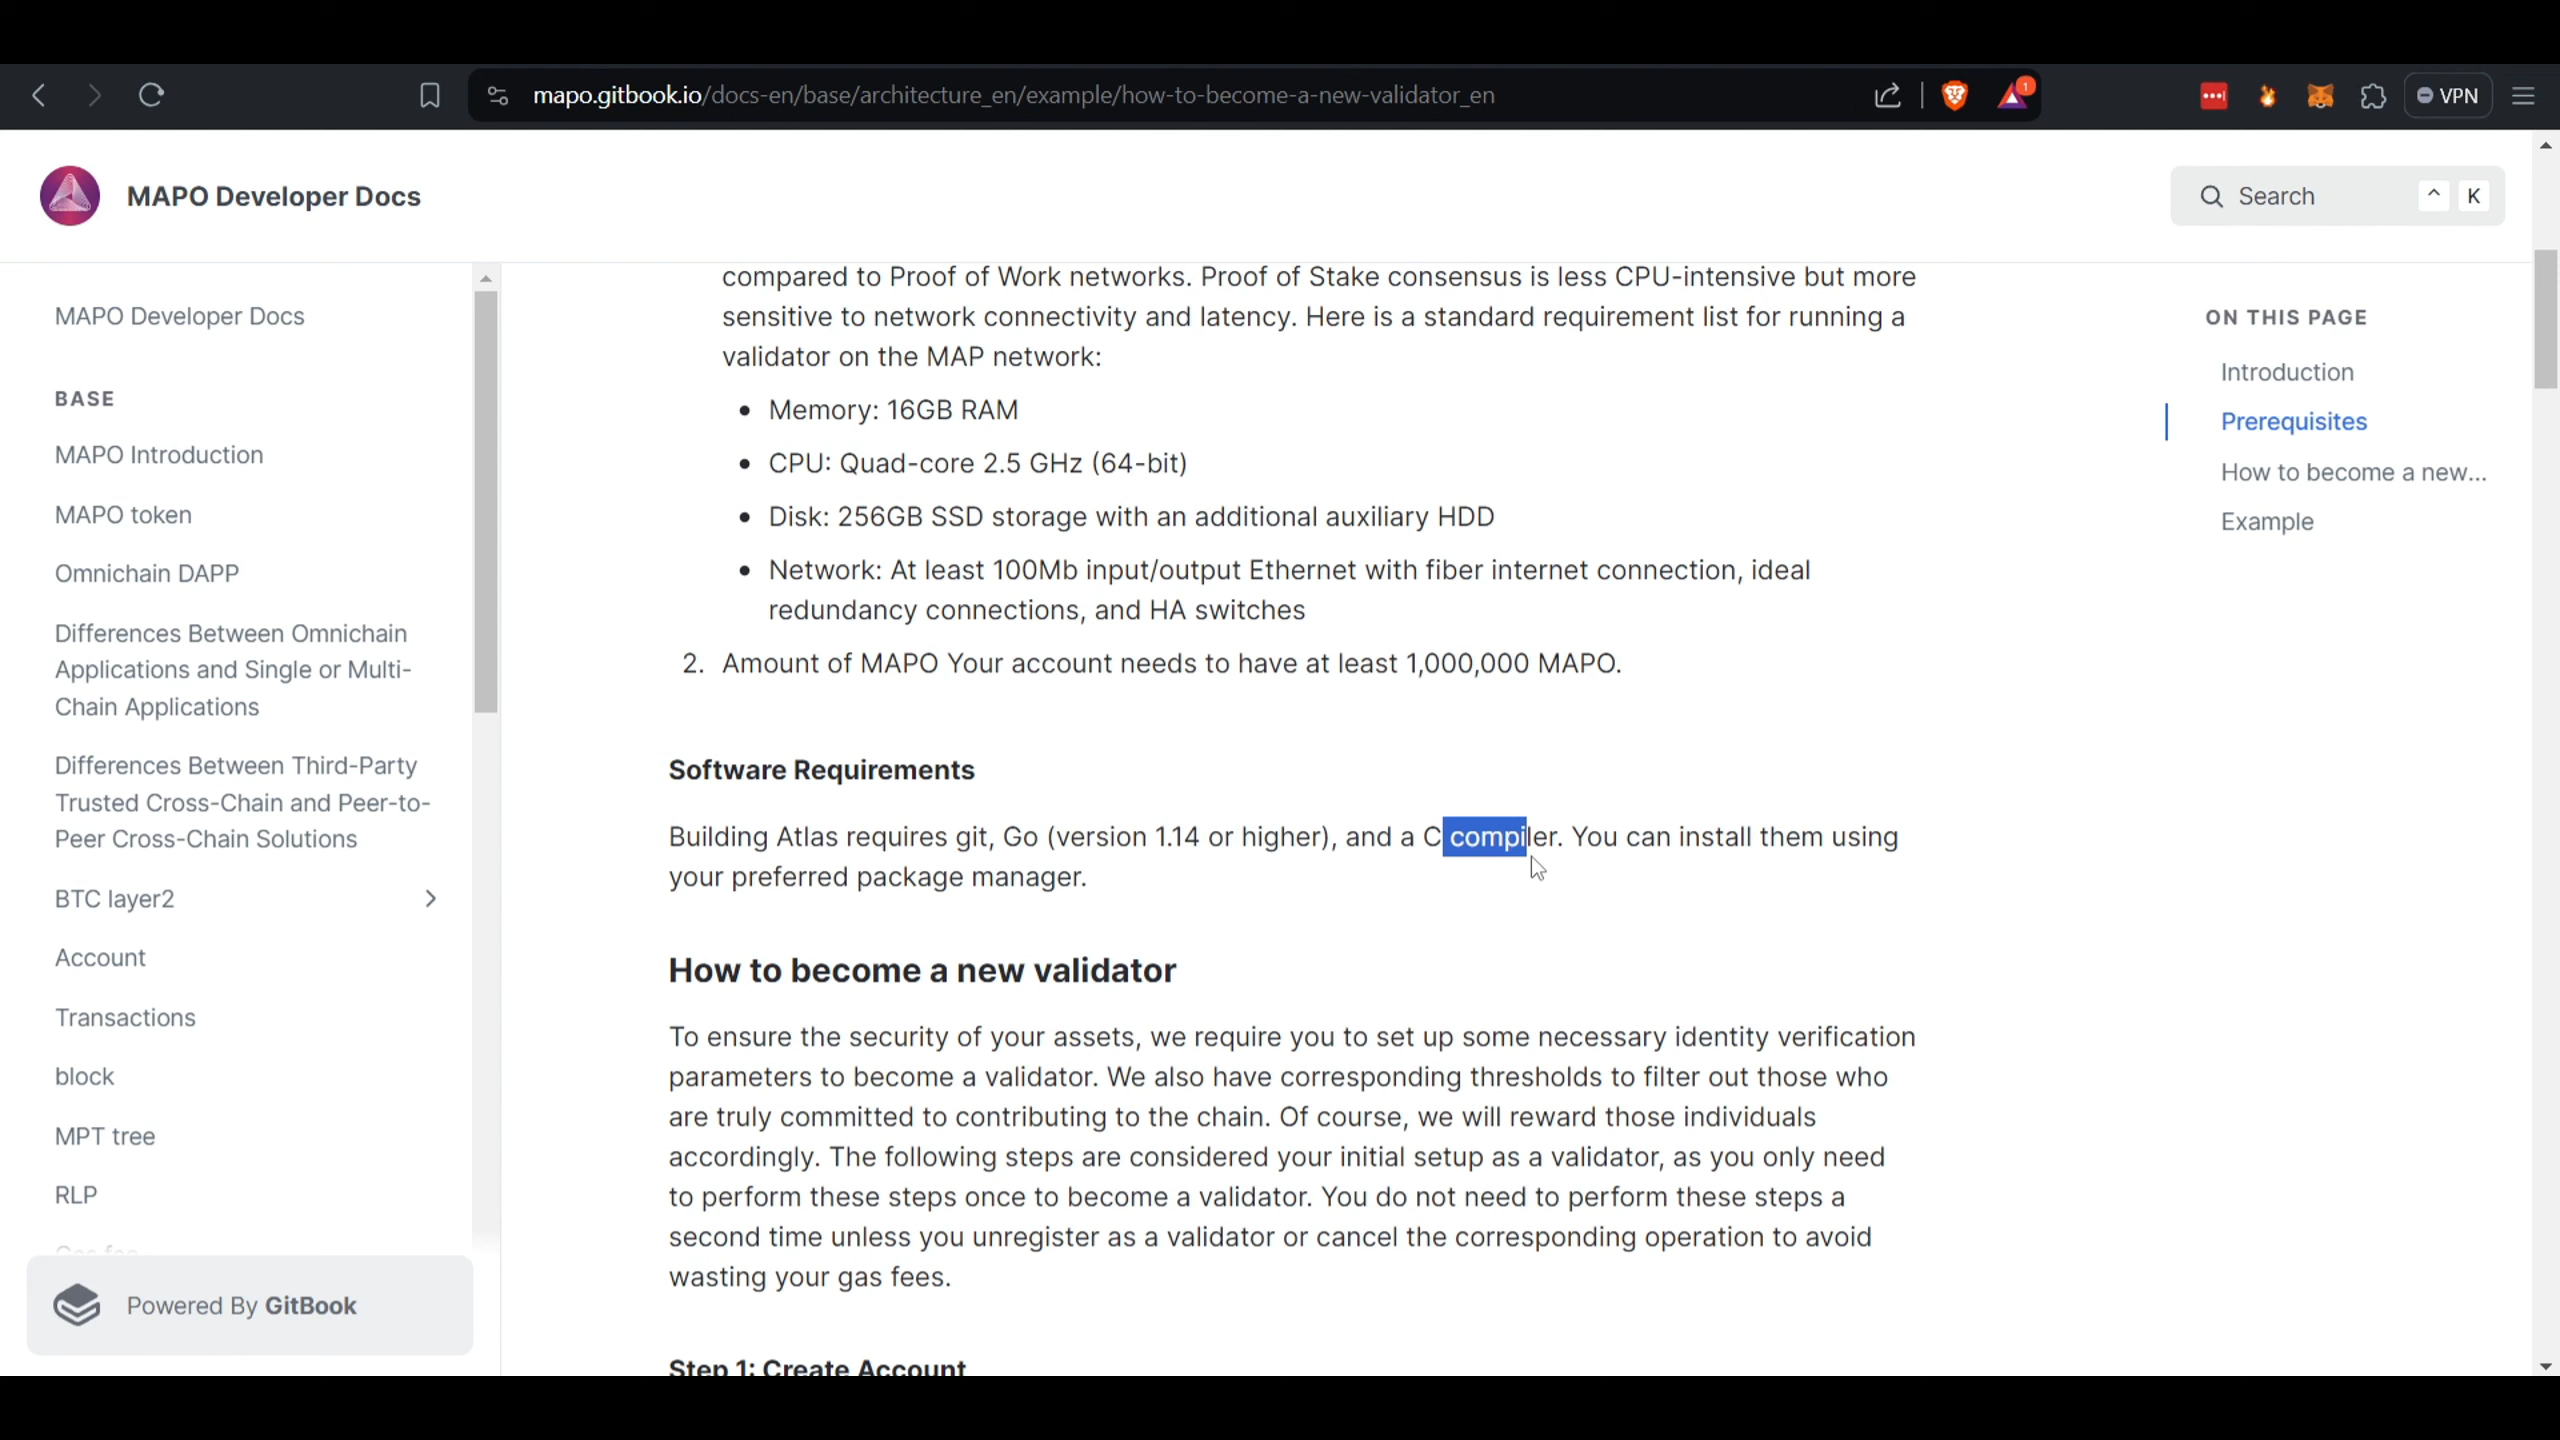 mapo.gitbook.io/docs-en/base/architecture_en/example/how-to-become-a-new-validator_en
1
VPN
MAPO Developer Docs
Search
^ K
MAPO Developer Docs
BASE
MAPO Introduction
MAPO token
Omnichain DAPP
Differences Between Omnichain
Applications and Single or Multi-
Chain Applications
Differences Between Third-Party
Trusted Cross-Chain and Peer-to-
Peer Cross-Chain Solutions
BTC layer2
Account
Transactions
block
MPT tree
RLP
Powered By GitBook
compared to Proof of Work networks. Proof of Stake consensus is less CPU-intensive but more
sensitive to network connectivity and latency. Here is a standard requirement list for running a
validator on the MAP network:
• Memory: 16GB RAM
• CPU: Quad-core 2.5 GHz (64-bit)
• Disk: 256GB SSD storage with an additional auxiliary HDD
• Network: At least 100Mb input/output Ethernet with fiber internet connection, ideal
redundancy connections, and HA switches
2. Amount of MAPO Your account needs to have at least 1,000,000 MAPO.
Software Requirements
Building Atlas requires git, Go (version 1.14 or higher), and a C compiler. You can install them using
your preferred package manager.
How to become a new validator
To ensure the security of your assets, we require you to set up some necessary identity verification
parameters to become a validator. We also have corresponding thresholds to filter out those who
are truly committed to contributing to the chain. Of course, we will reward those individuals
accordingly. The following steps are considered your initial setup as a validator, as you only need
to perform these steps once to become a validator. You do not need to perform these steps a
second time unless you unregister as a validator or cancel the corresponding operation to avoid
wasting your gas fees.
Step 1: Create Account
ON THIS PAGE
Introduction
Prerequisites
How to become a new...
Example